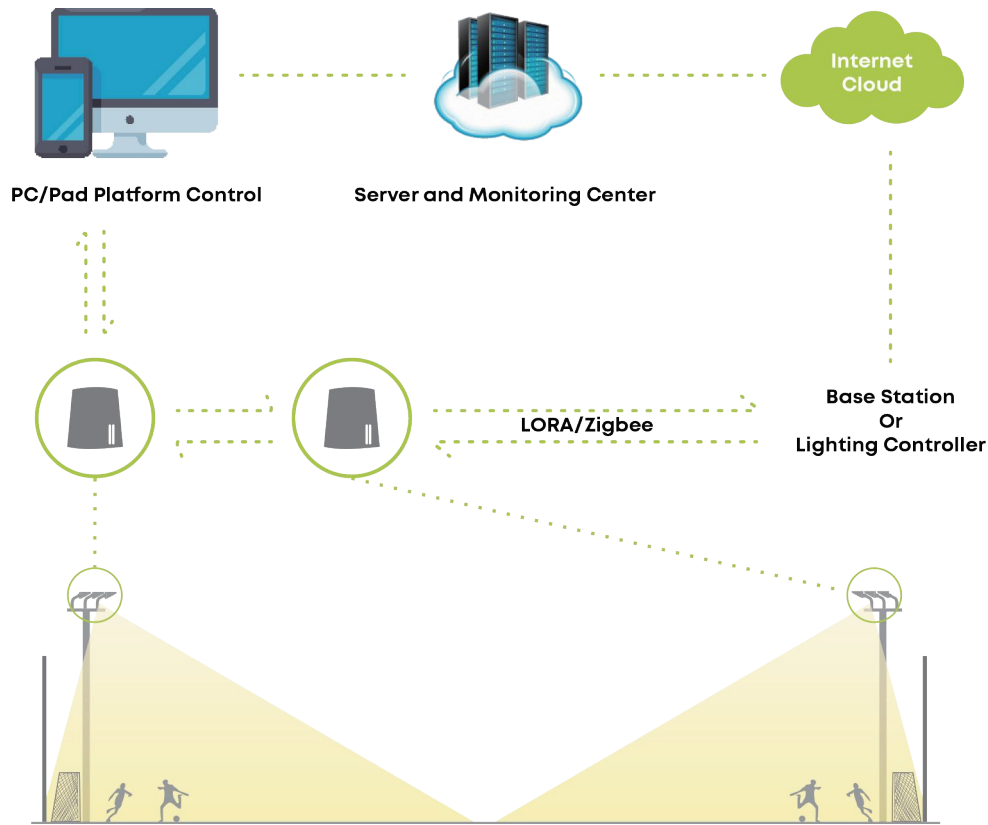 Internet
Cloud
PC/Pad Platform Control
Server and Monitoring Center
LORA/Zigbee
Base Station
Or
Lighting Controller